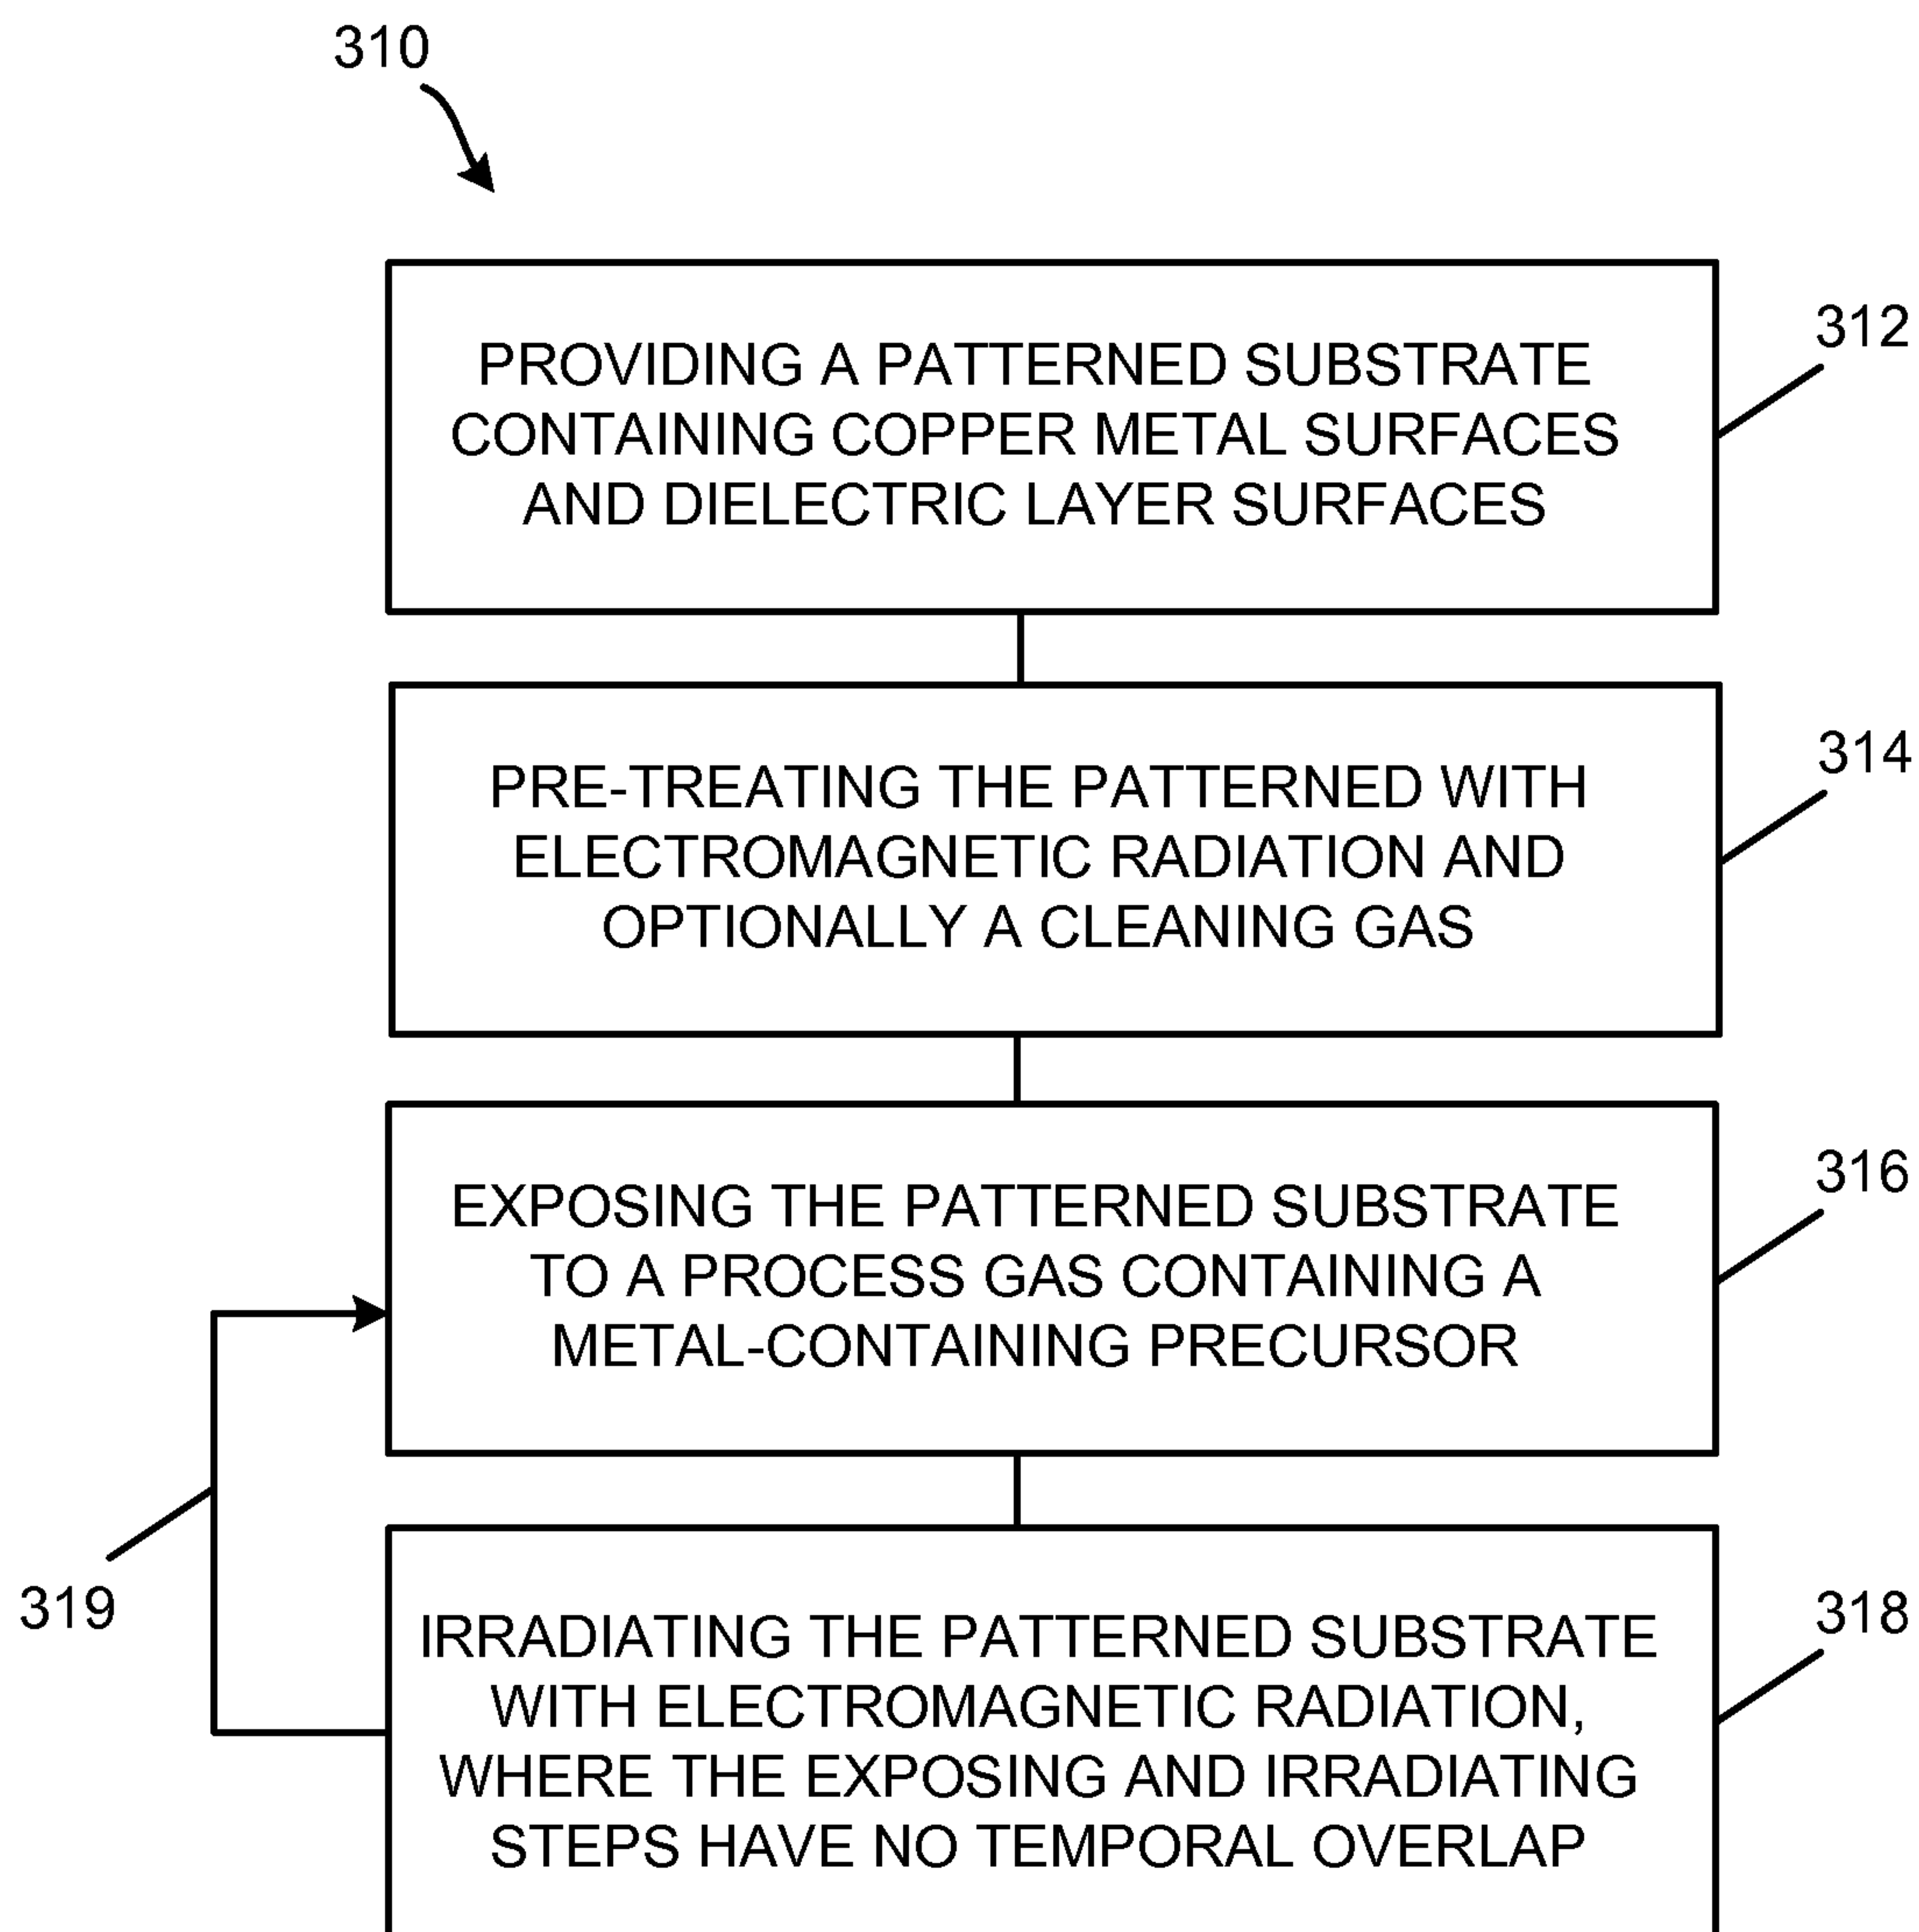 310
PROVIDING A PATTERNED SUBSTRATE
CONTAINING COPPER METAL SURFACES
AND DIELECTRIC LAYER SURFACES
312
PRE-TREATING THE PATTERNED WITH
ELECTROMAGNETIC RADIATION AND
OPTIONALLY A CLEANING GAS
314
EXPOSING THE PATTERNED SUBSTRATE
TO A PROCESS GAS CONTAINING A
METAL-CONTAINING PRECURSOR
316
319
IRRADIATING THE PATTERNED SUBSTRATE
WITH ELECTROMAGNETIC RADIATION,
WHERE THE EXPOSING AND IRRADIATING
STEPS HAVE NO TEMPORAL OVERLAP
318